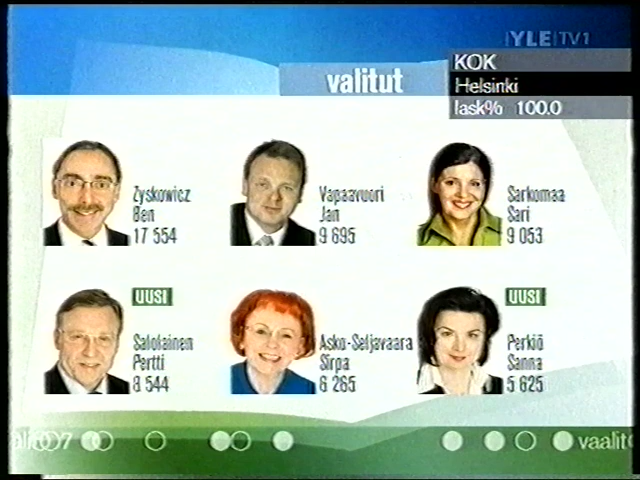 YLE TV1
KOK
valitut
Helsinki
lask% 100.0
Zyskowicz
Ben
17 554
Vapaavuori
Jan
9 695
Sarkomaa
Sari
9 053
UUSI
Salolainen
Pertti
8 544
Asko-Seljavaara
Sirpa
6 265
UUSI
Perkiö
Sanna
5 625
vaalit